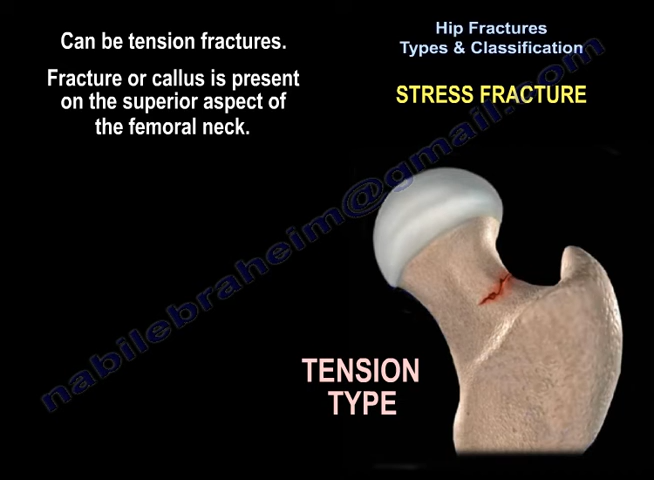 Can be tension fractures.
Fracture or callus is present
on the superior aspect of
the femoral neck.
Hip Fractures
Types & Classification
STRESS FRACTURE
TENSION
TYPE
nabilebraheim@gmail.com